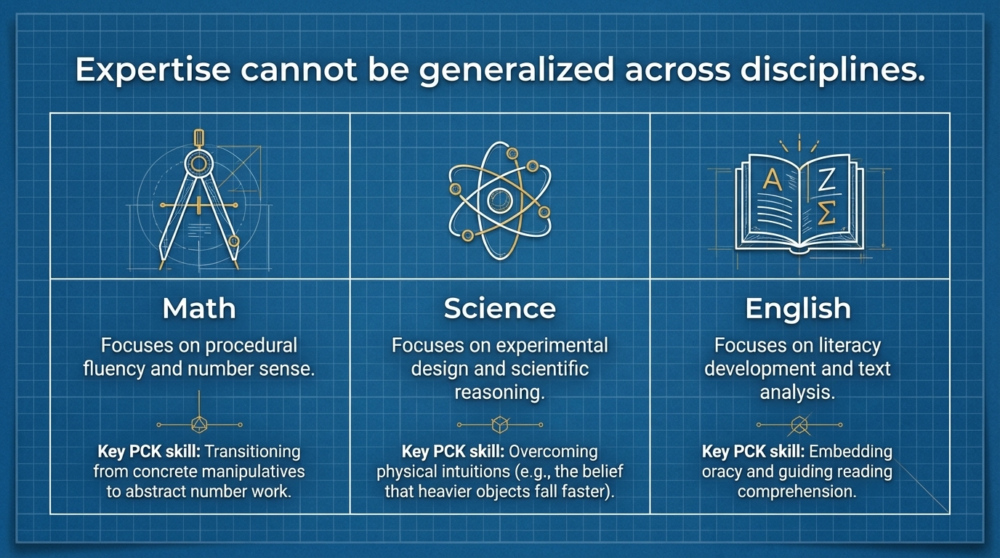 Expertise cannot be generalized across disciplines.
A
Z
Σ
Math
Focuses on procedural
fluency and number sense.
Key PCK skill: Transitioning
from concrete manipulatives
to abstract number work.
Science
Focuses on experimental
design and scientific
reasoning.
Key PCK skill: Overcoming
physical intuitions (e.g., the belief
that heavier objects fall faster).
English
Focuses on literacy
development and text
analysis.
Key PCK skill: Embedding
oracy and guiding reading
comprehension.